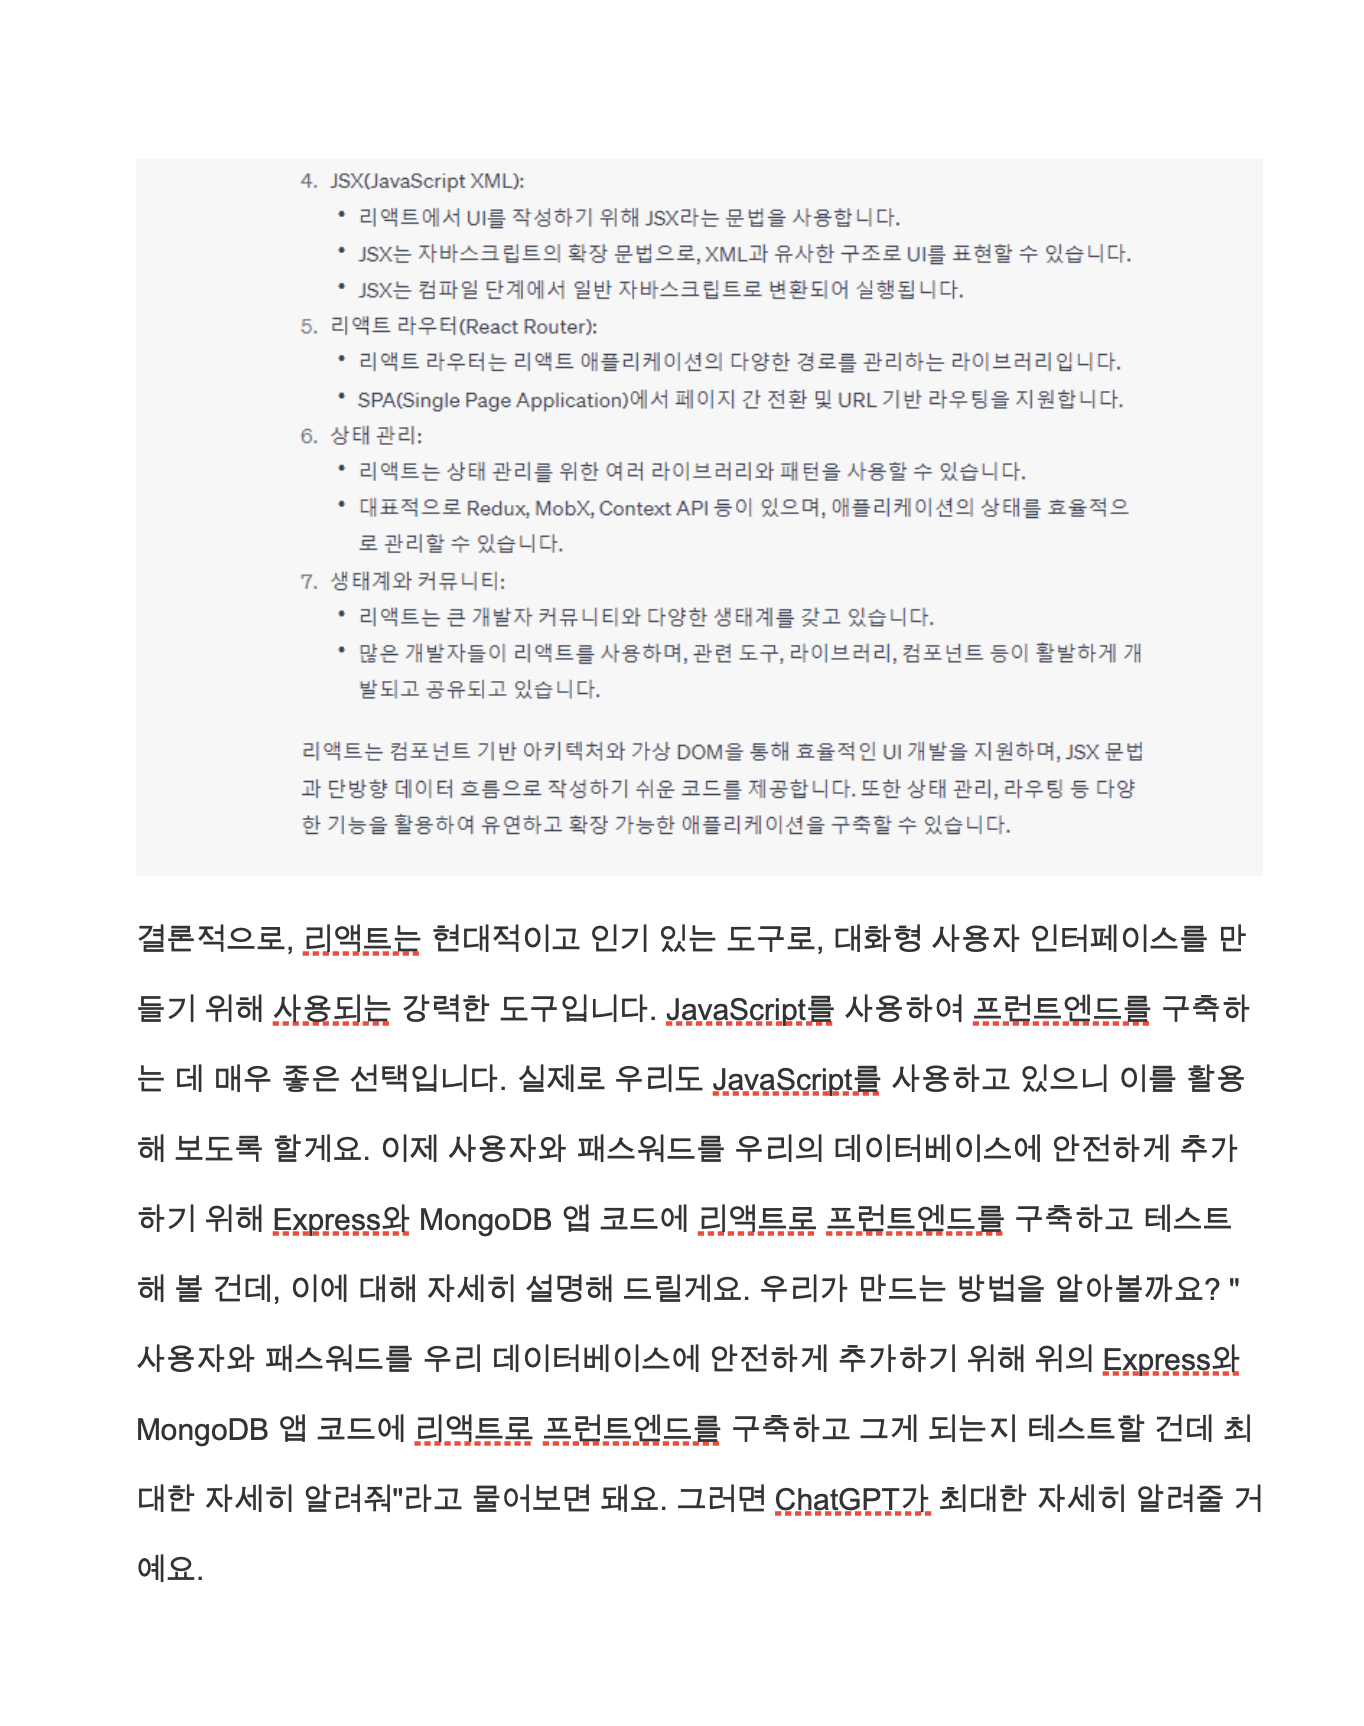 4. JSX(JavaScript XML):
• 리액트에서 UI를 작성하기 위해 JSX라는 문법을 사용합니다.
• JSX는 자바스크립트의 확장 문법으로, XML과 유사한 구조로 UI를 표현할 수 있습니다.
• JSX는 컴파일 단계에서 일반 자바스크립트로 변환되어 실행됩니다.
5. 리액트 라우터(React Router):
• 리액트 라우터는 리액트 애플리케이션의 다양한 경로를 관리하는 라이브러리입니다.
• SPA(Single Page Application)에서 페이지 간 전환 및 URL 기반 라우팅을 지원합니다.
6. 상태 관리:
• 리액트는 상태 관리를 위한 여러 라이브러리와 패턴을 사용할 수 있습니다.
• 대표적으로 Redux, MobX, Context API 등이 있으며, 애플리케이션의 상태를 효율적으
로 관리할 수 있습니다.
7. 생태계와 커뮤니티:
• 리액트는 큰 개발자 커뮤니티와 다양한 생태계를 갖고 있습니다.
• 많은 개발자들이 리액트를 사용하며, 관련 도구, 라이브러리, 컴포넌트 등이 활발하게 개
발되고 공유되고 있습니다.
리액트는 컴포넌트 기반 아키텍처와 가상 DOM을 통해 효율적인 UI 개발을 지원하며, JSX 문법
과 단방향 데이터 흐름으로 작성하기 쉬운 코드를 제공합니다. 또한 상태 관리, 라우팅 등 다양
한 기능을 활용하여 유연하고 확장 가능한 애플리케이션을 구축할 수 있습니다.
결론적으로, 리액트는 현대적이고 인기 있는 도구로, 대화형 사용자 인터페이스를 만
들기 위해 사용되는 강력한 도구입니다. JavaScript를 사용하여 프런트엔드를 구축하
는 데 매우 좋은 선택입니다. 실제로 우리도 JavaScript를 사용하고 있으니 이를 활용
해 보도록 할게요. 이제 사용자와 패스워드를 우리의 데이터베이스에 안전하게 추가
하기 위해 Express와 MongoDB 앱 코드에 리액트로 프런트엔드를 구축하고 테스트
해 볼 건데, 이에 대해 자세히 설명해 드릴게요. 우리가 만드는 방법을 알아볼까요? "
사용자와 패스워드를 우리 데이터베이스에 안전하게 추가하기 위해 위의 Express와
MongoDB 앱 코드에 리액트로 프런트엔드를 구축하고 그게 되는지 테스트할 건데 최
대한 자세히 알려줘"라고 물어보면 돼요. 그러면 ChatGPT가 최대한 자세히 알려줄 거
예요.